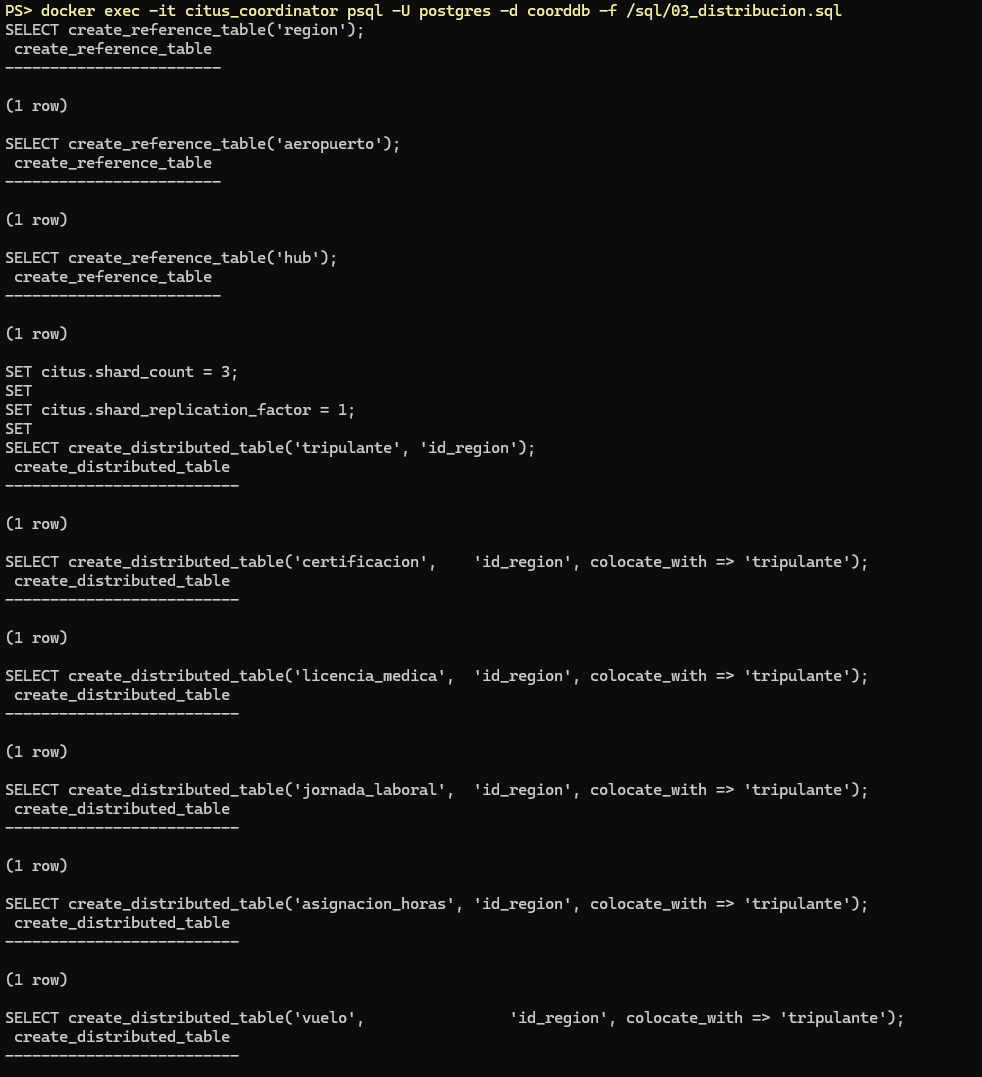 PS> docker exec -it citus_coordinator psql -U postgres -d coorddb -f /sql/03_distribucion.sql
SELECT create_reference_table('region');
 create_reference_table
------------------------

(1 row)

SELECT create_reference_table('aeropuerto');
 create_reference_table
------------------------

(1 row)

SELECT create_reference_table('hub');
 create_reference_table
------------------------

(1 row)

SET citus.shard_count = 3;
SET
SET citus.shard_replication_factor = 1;
SET
SELECT create_distributed_table('tripulante', 'id_region');
 create_distributed_table
--------------------------

(1 row)

SELECT create_distributed_table('certificacion',    'id_region', colocate_with => 'tripulante');
 create_distributed_table
--------------------------

(1 row)

SELECT create_distributed_table('licencia_medica',  'id_region', colocate_with => 'tripulante');
 create_distributed_table
--------------------------

(1 row)

SELECT create_distributed_table('jornada_laboral',  'id_region', colocate_with => 'tripulante');
 create_distributed_table
--------------------------

(1 row)

SELECT create_distributed_table('asignacion_horas', 'id_region', colocate_with => 'tripulante');
 create_distributed_table
--------------------------

(1 row)

SELECT create_distributed_table('vuelo',                'id_region', colocate_with => 'tripulante');
 create_distributed_table
--------------------------